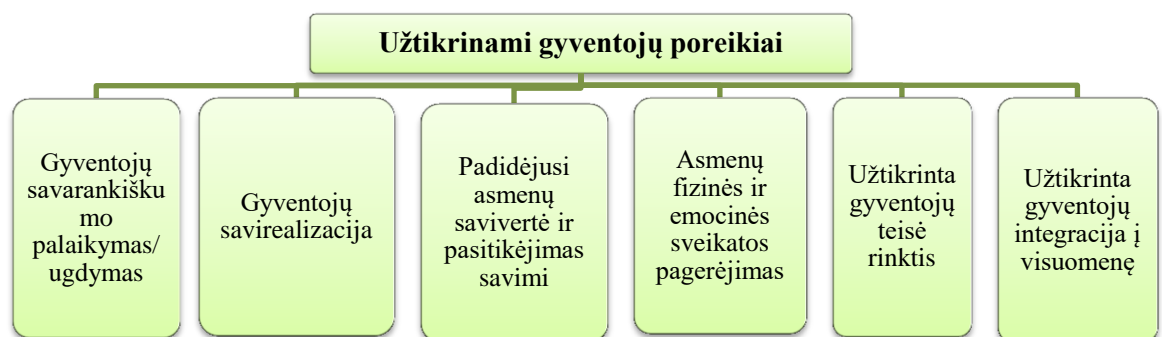 Užtikrinami gyventojų poreikiai
Gyventojų
savarankišku
mo palaikymas/
ugdymas
Gyventojų
savirealizacija
Padidėjusi
asmenų
savivertė ir
pasitikėjimas
savimi
Asmenų
fizinės ir
emocinės
sveikatos
pagerėjimas
Užtikrinta
gyventojų
teisė
rinktis
Užtikrinta
gyventojų
integracija į
visuomenę